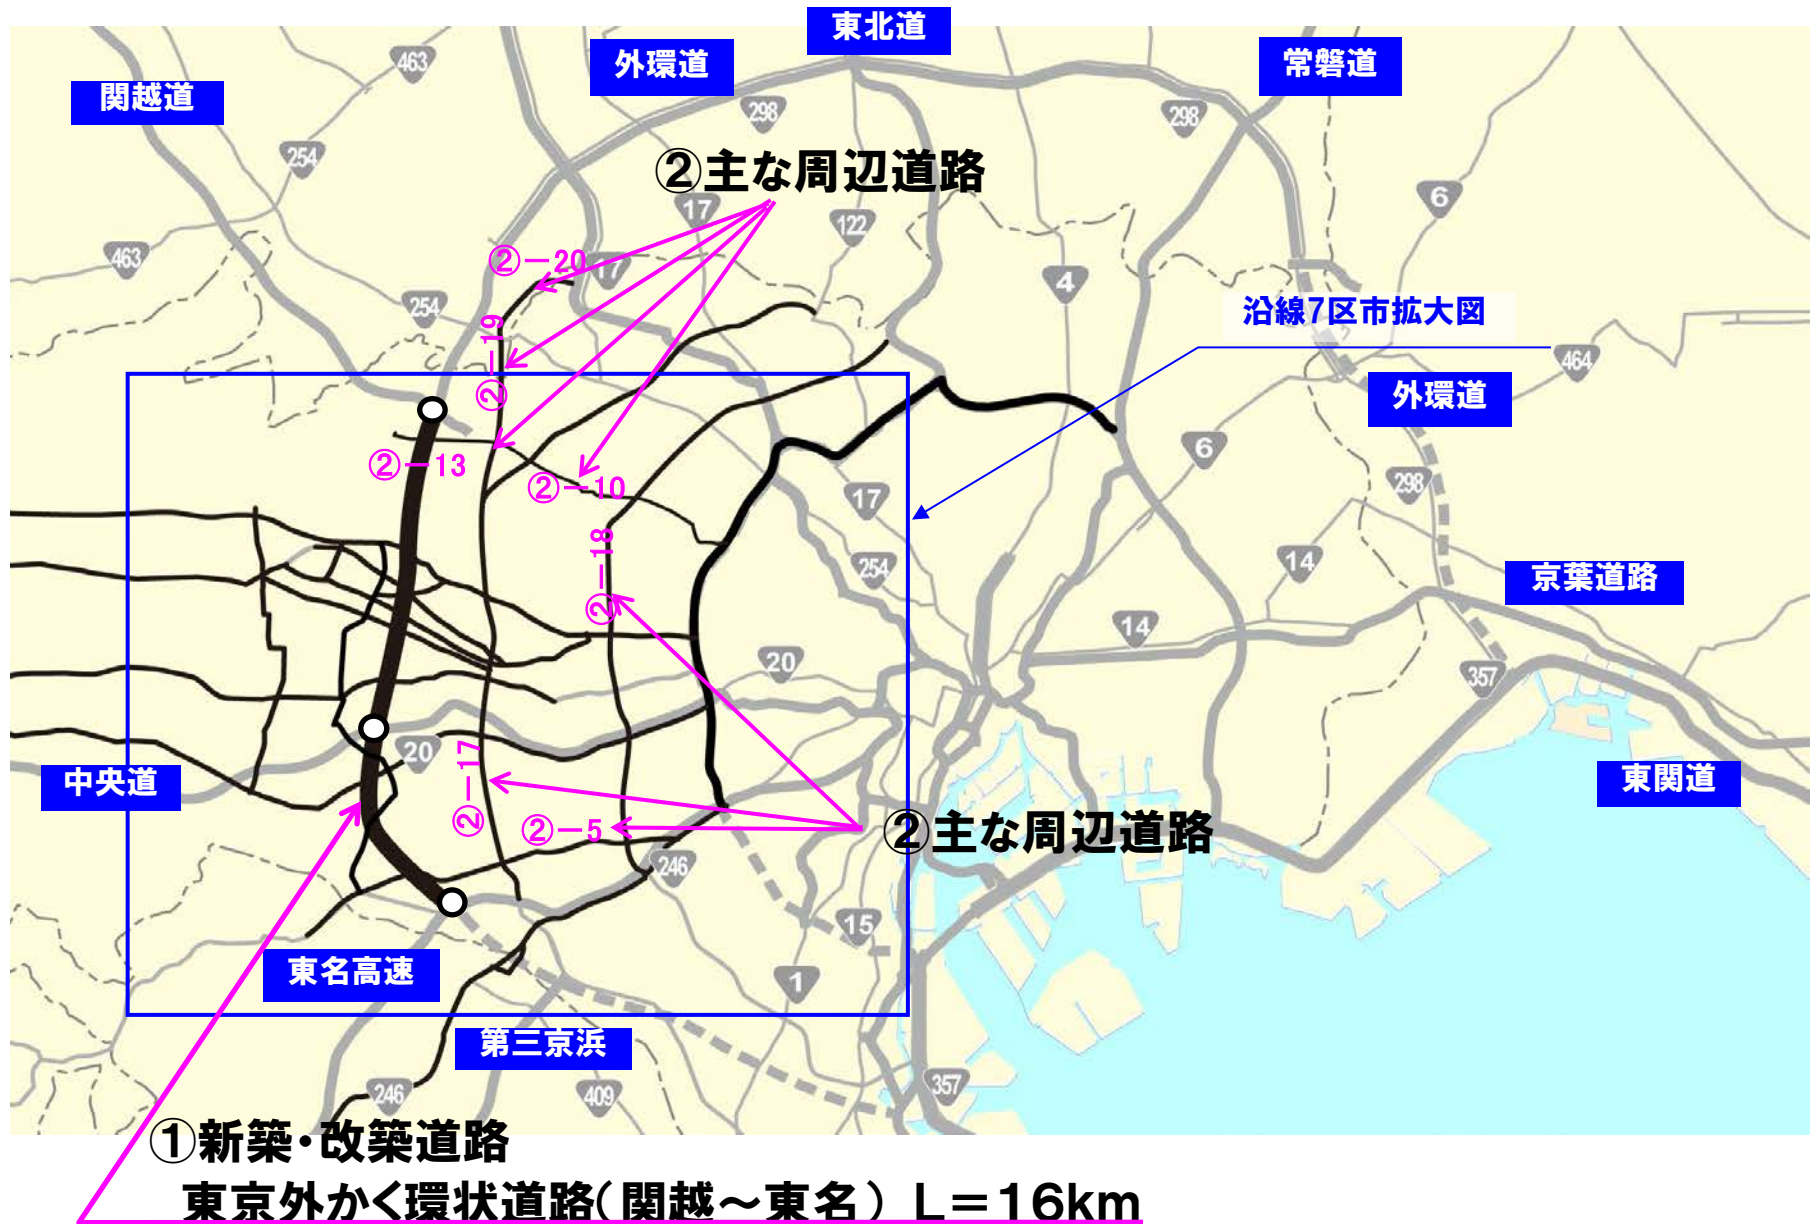 東北道
外環道
常磐道
関越道
463
298
298
254
②主な周辺道路
6
17
122
463
②－20
17
4
254
②－19
沿線7区市拡大図
464
外環道
6
②－13
②－10
298
17
②－18
254
14
京葉道路
14
20
357
20
②－17
中央道
東関道
②－5
②主な周辺道路
246
15
東名高速
1
第三京浜
357
246
409
①新築・改築道路
東京外かく環状道路（関越～東名） L＝16km